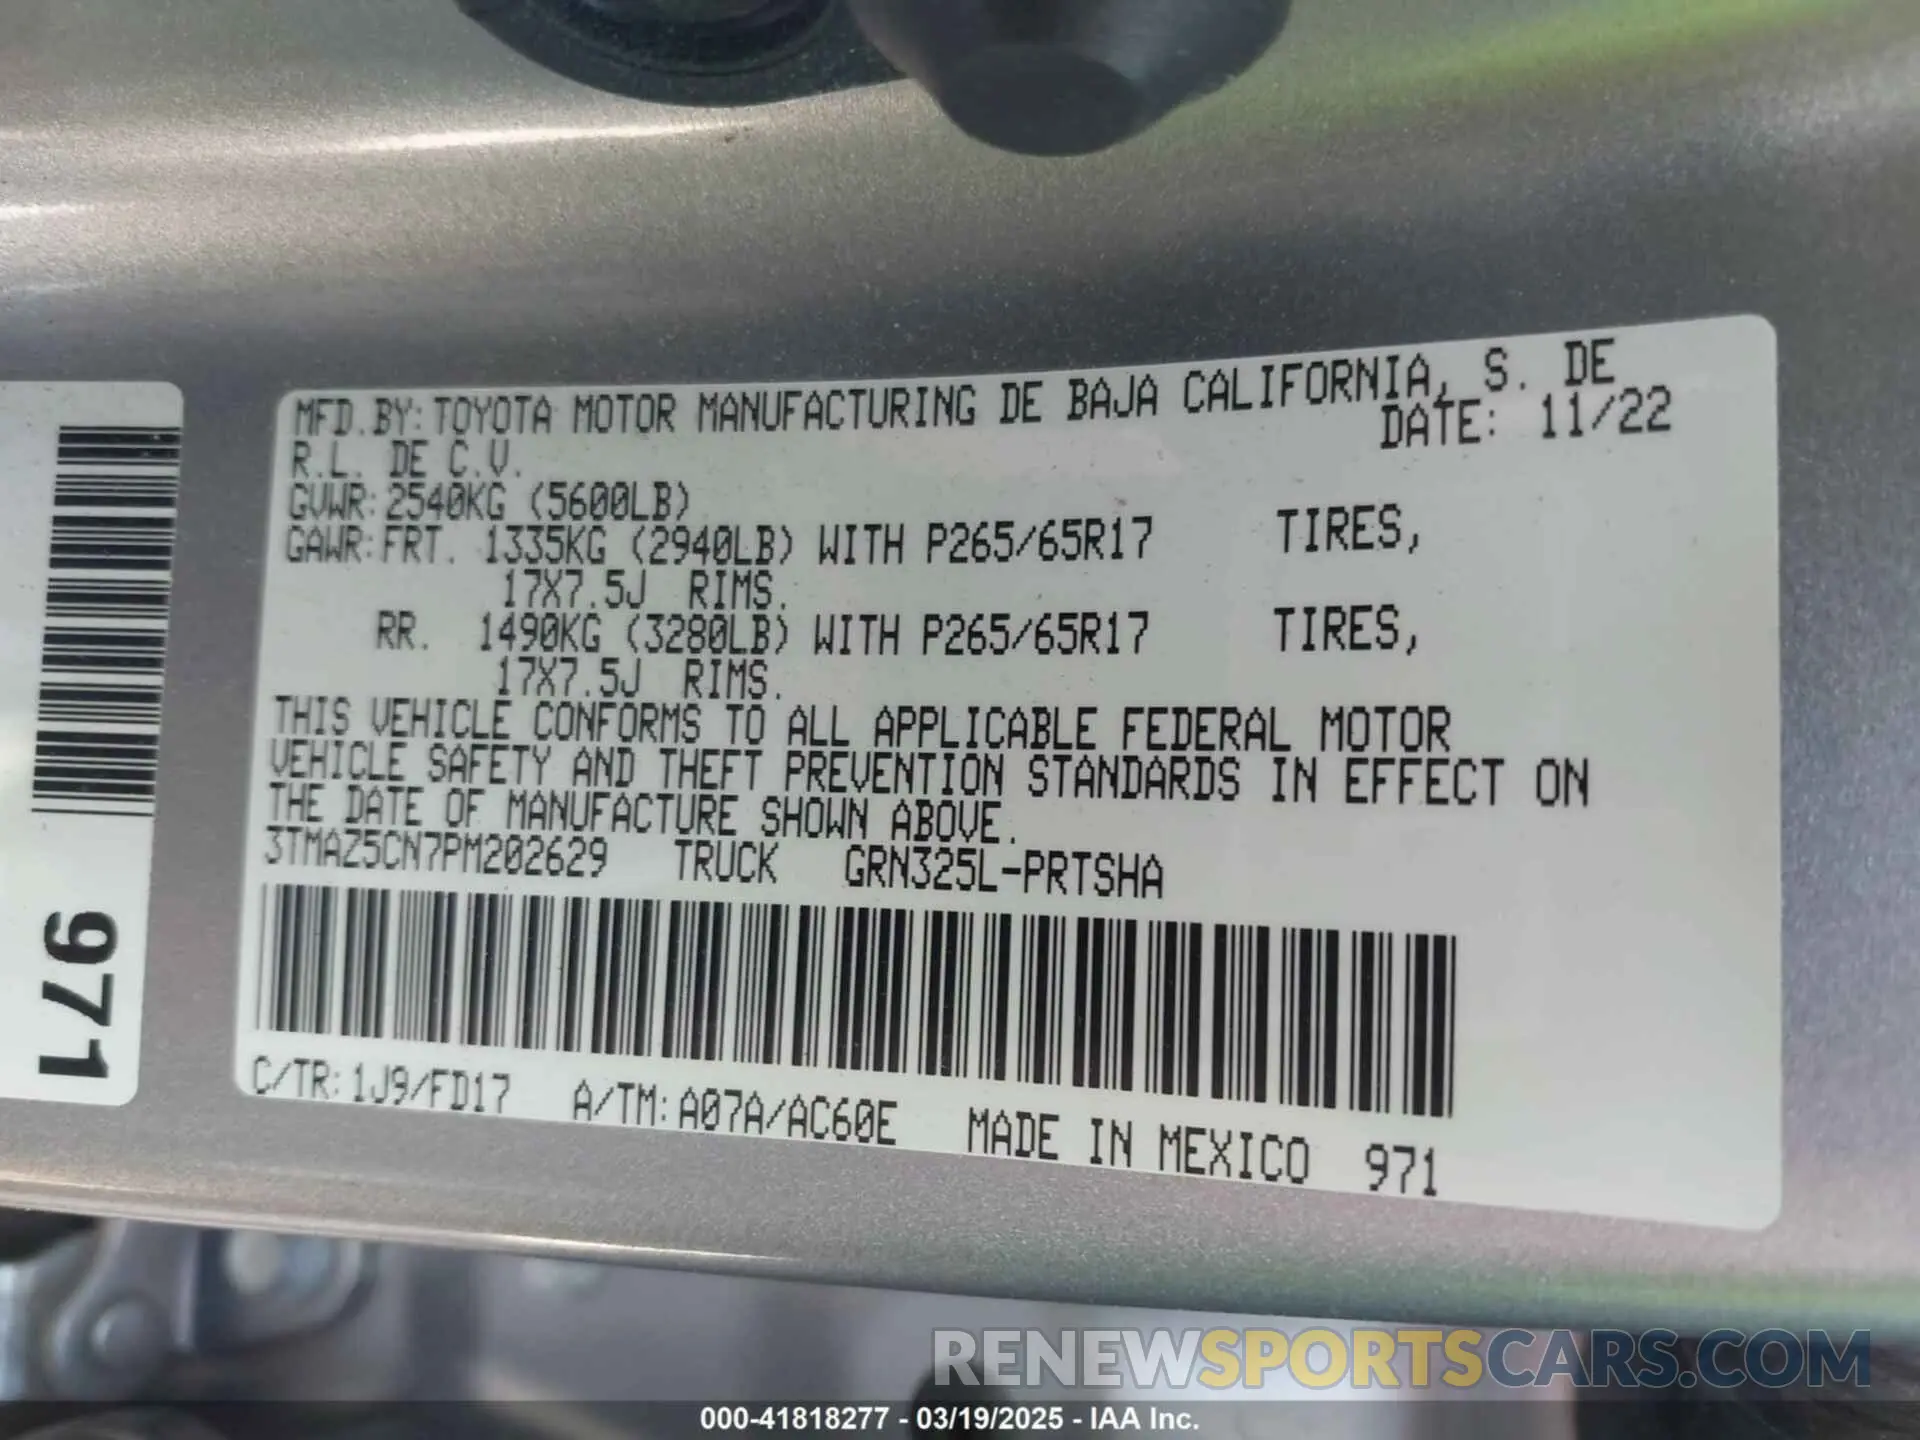 MFD.BY:TOYOTA MOTOR MANUFACTURING DE BAJA CALIFORNIA, S. DE
R.L. DE C.V.
DATE: 11/22
GVWR:2540KG (5600LB)
GAWR:FRT. 1335KG (2940LB) WITH P265/65R17 TIRES,
17X7.5J RIMS.
RR. 1490KG (3280LB) WITH P265/65R17 TIRES,
17X7.5J RIMS.
THIS VEHICLE CONFORMS TO ALL APPLICABLE FEDERAL MOTOR
VEHICLE SAFETY AND THEFT PREVENTION STANDARDS IN EFFECT ON
THE DATE OF MANUFACTURE SHOWN ABOVE.
3TMAZ5CN7PM202629 TRUCK GRN325L-PRTSHA
C/TR:1J9/FD17 A/TM:A07A/AC60E MADE IN MEXICO 971
971
RENEWSPORTSCARS.COM
000-41818277 - 03/19/2025 - IAA Inc.